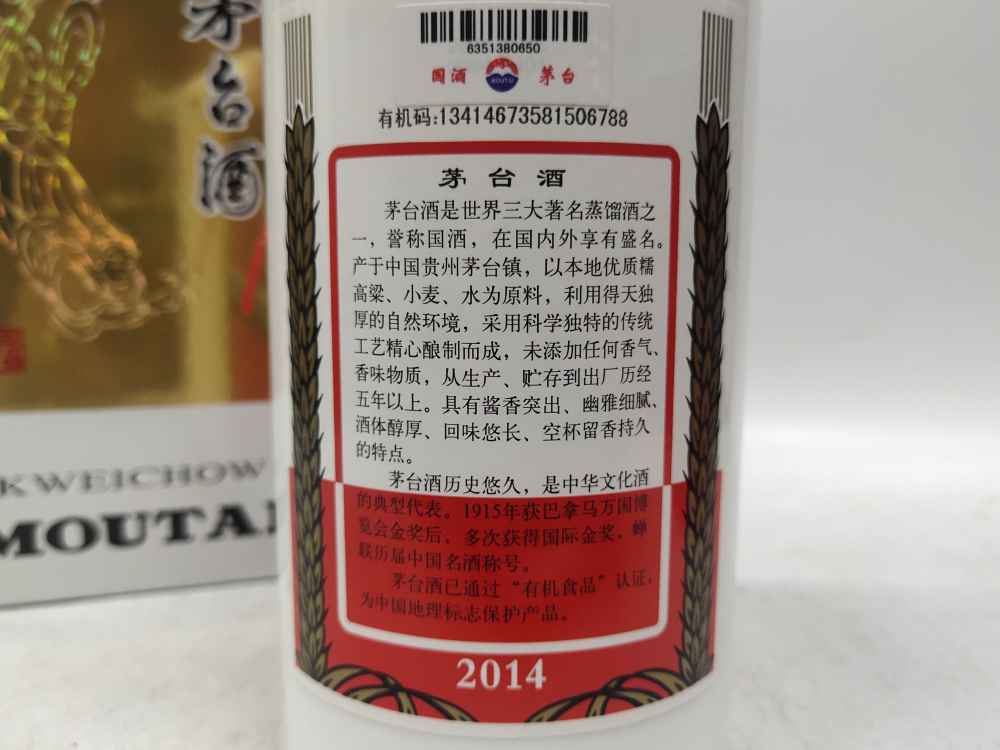 茅台酒
KWEICHOW
MOUTAI
6351380650
国酒 MOUTAI 茅台
有机码:13414673581506788
茅台酒
茅台酒是世界三大著名蒸馏酒之
一，誉称国酒，在国内外享有盛名。
产于中国贵州茅台镇，以本地优质糯
高粱、小麦、水为原料，利用得天独
厚的自然环境，采用科学独特的传统
工艺精心酿制而成，未添加任何香气、
香味物质，从生产、贮存到出厂历经
五年以上。具有酱香突出、幽雅细腻、
酒体醇厚、回味悠长、空杯留香持久
的特点。
茅台酒历史悠久，是中华文化酒
的典型代表。1915年获巴拿马万国博
览会金奖后，多次获得国际金奖，蝉
联历届中国名酒称号。
茅台酒已通过“有机食品”认证，
为中国地理标志保护产品。
2014